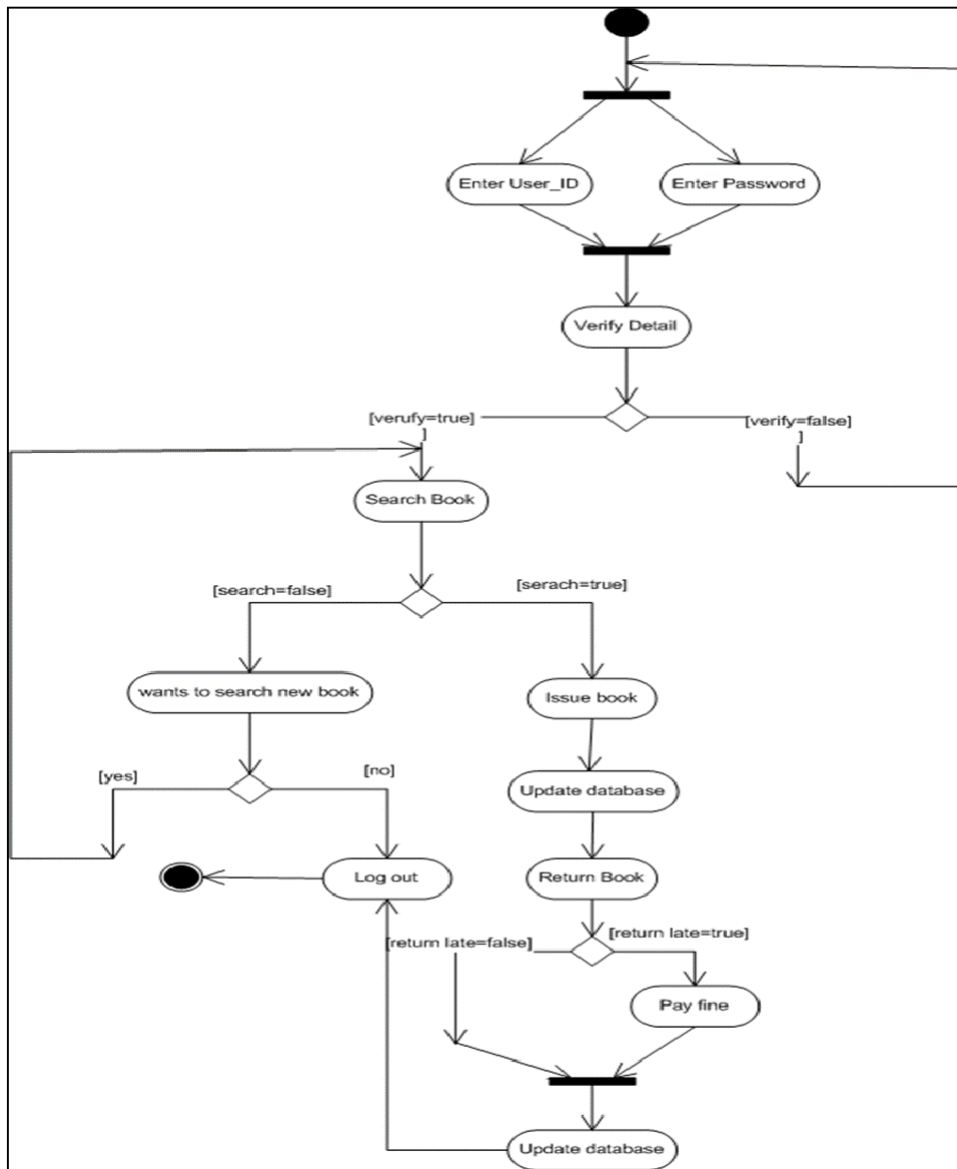 Enter User_ID
Enter Password
Verify Detail
[verufy=true]
]
[verify=false]
]
Search Book
[search=false]
[serach=true]
wants to search new book
Issue book
[yes]
[no]
Update database
Log out
Return Book
[return late=false]
[return late=true]
Pay fine
Update database